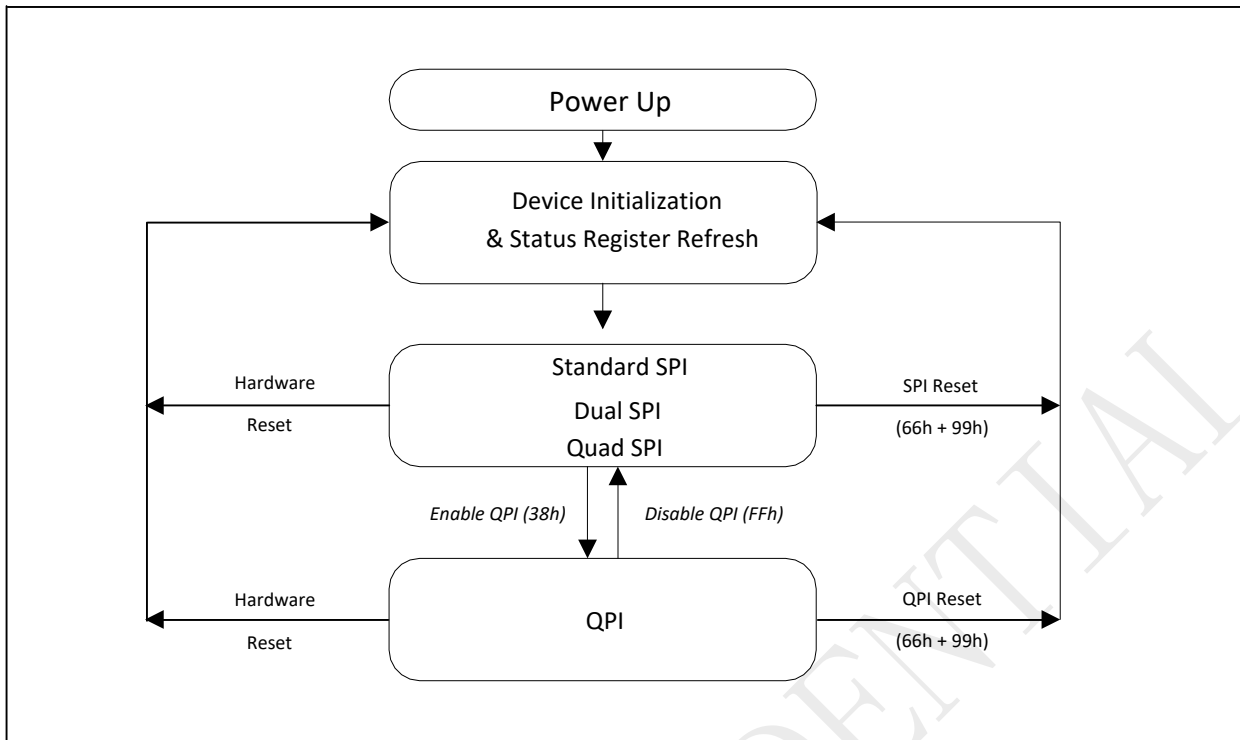 Power Up
Device Initialization
& Status Register Refresh
Standard SPI
Dual SPI
Quad SPI
Hardware
Reset
SPI Reset
(66h + 99h)
Enable QPI (38h)
Disable QPI (FFh)
QPI
Hardware
Reset
QPI Reset
(66h + 99h)
DENTIAL